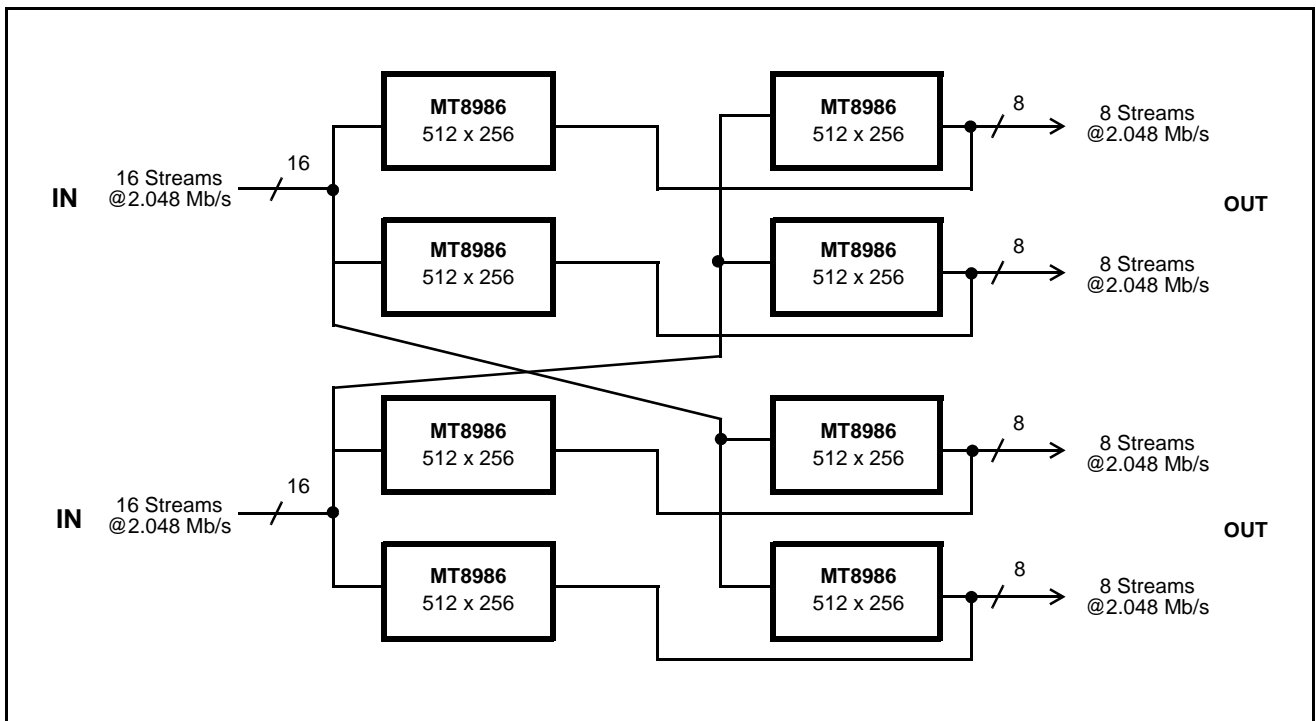 MT8986
512 x 256
MT8986
512 x 256
8
8 Streams
@2.048 Mb/s
16
IN
16 Streams
@2.048 Mb/s
OUT
MT8986
512 x 256
MT8986
512 x 256
8
8 Streams
@2.048 Mb/s
MT8986
512 x 256
MT8986
512 x 256
8
8 Streams
@2.048 Mb/s
16
IN
16 Streams
@2.048 Mb/s
OUT
MT8986
512 x 256
MT8986
512 x 256
8
8 Streams
@2.048 Mb/s